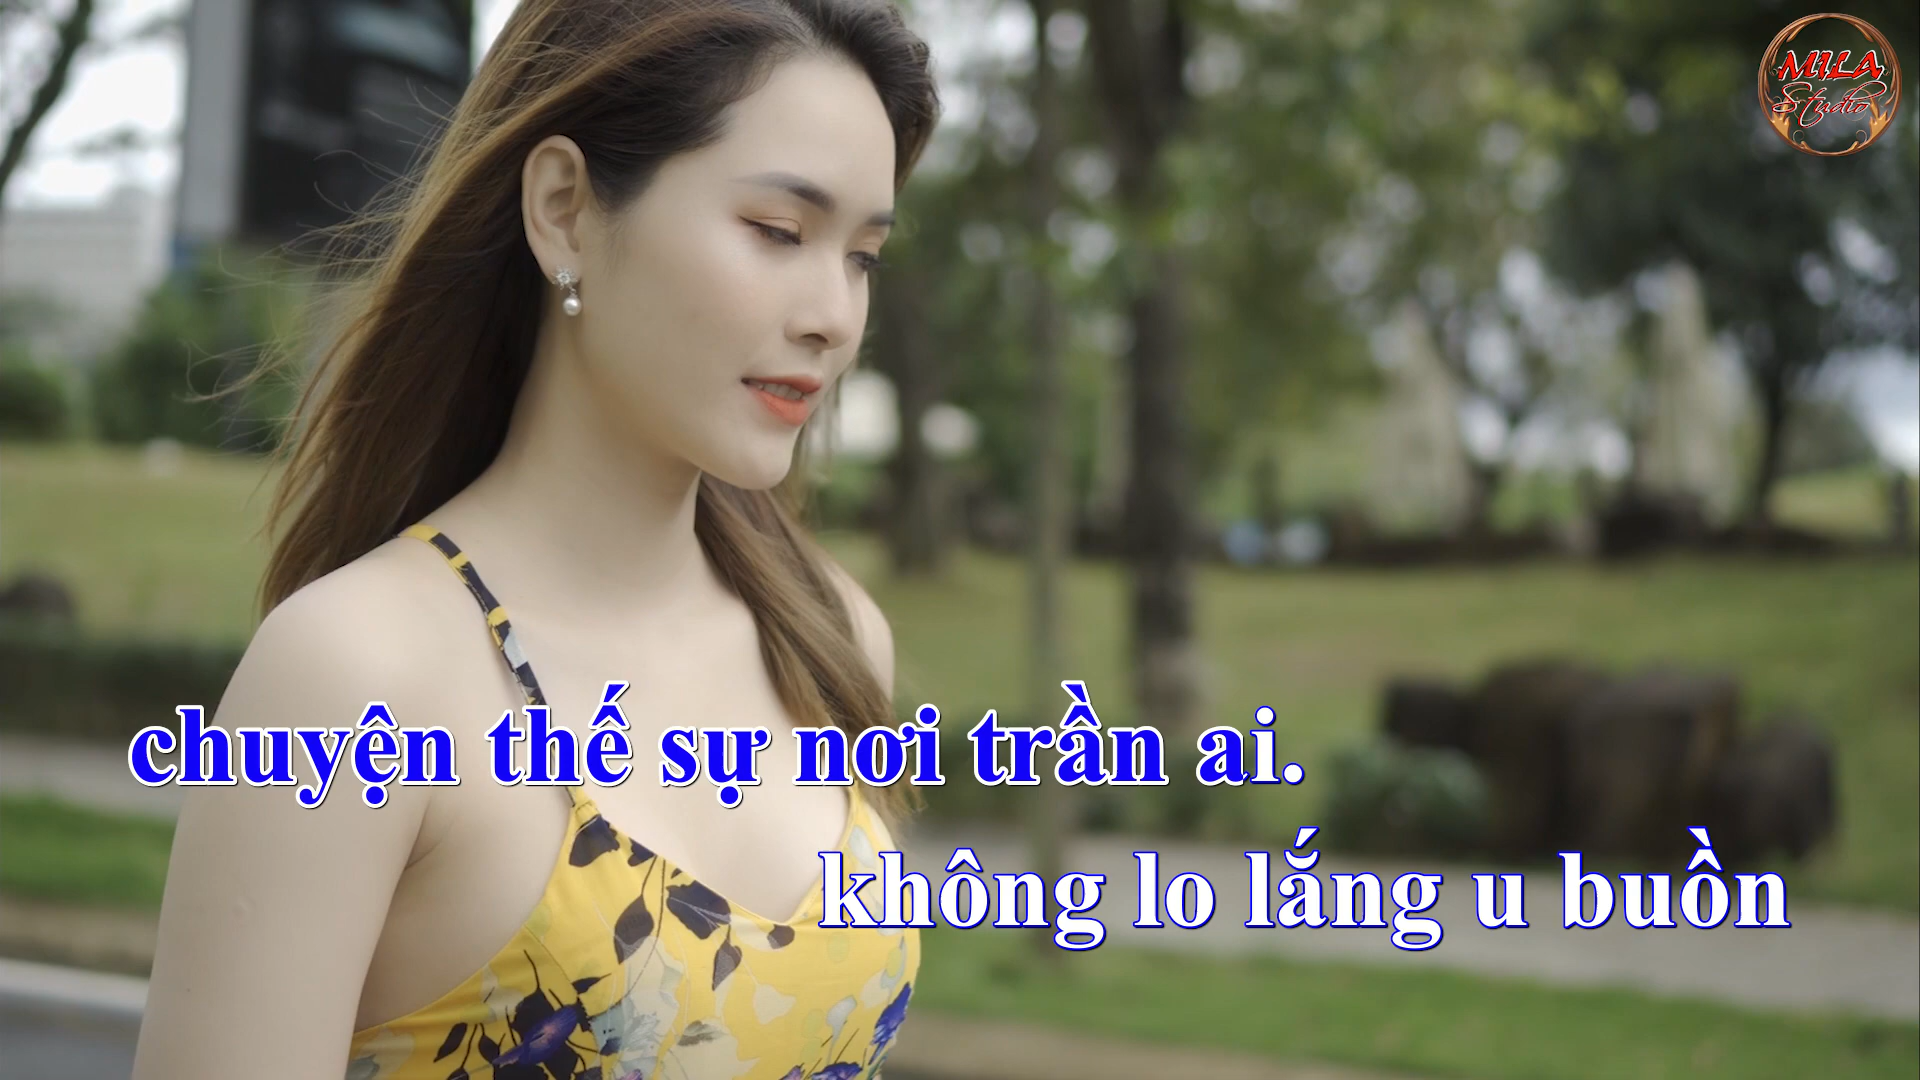 MILA
Studio
chuyện thế sự nơi trần ai.
không lo lắng u buồn